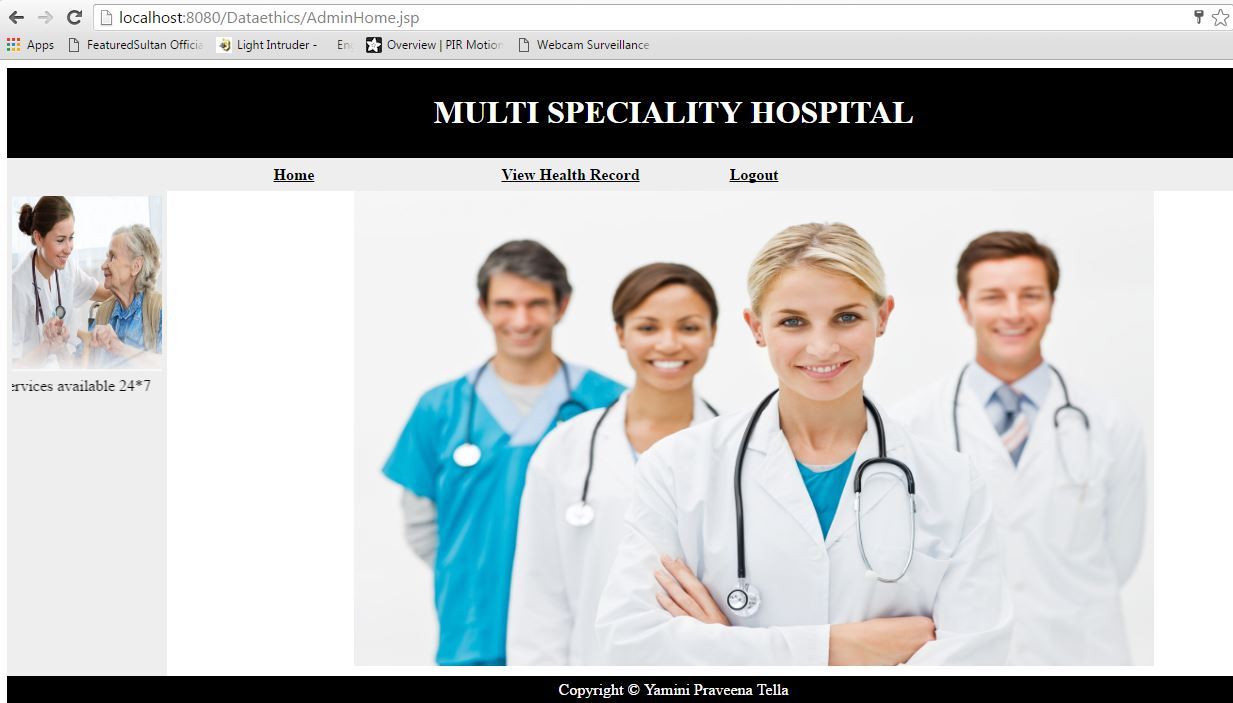 localhost:8080/Dataethics/AdminHome.jsp
Apps FeaturedSultan Officia Light Intruder - Overview | PIR Motion Webcam Surveillance
MULTI SPECIALITY HOSPITAL
Home View Health Record Logout
ervices available 24*7
Copyright © Yamini Praveena Tella